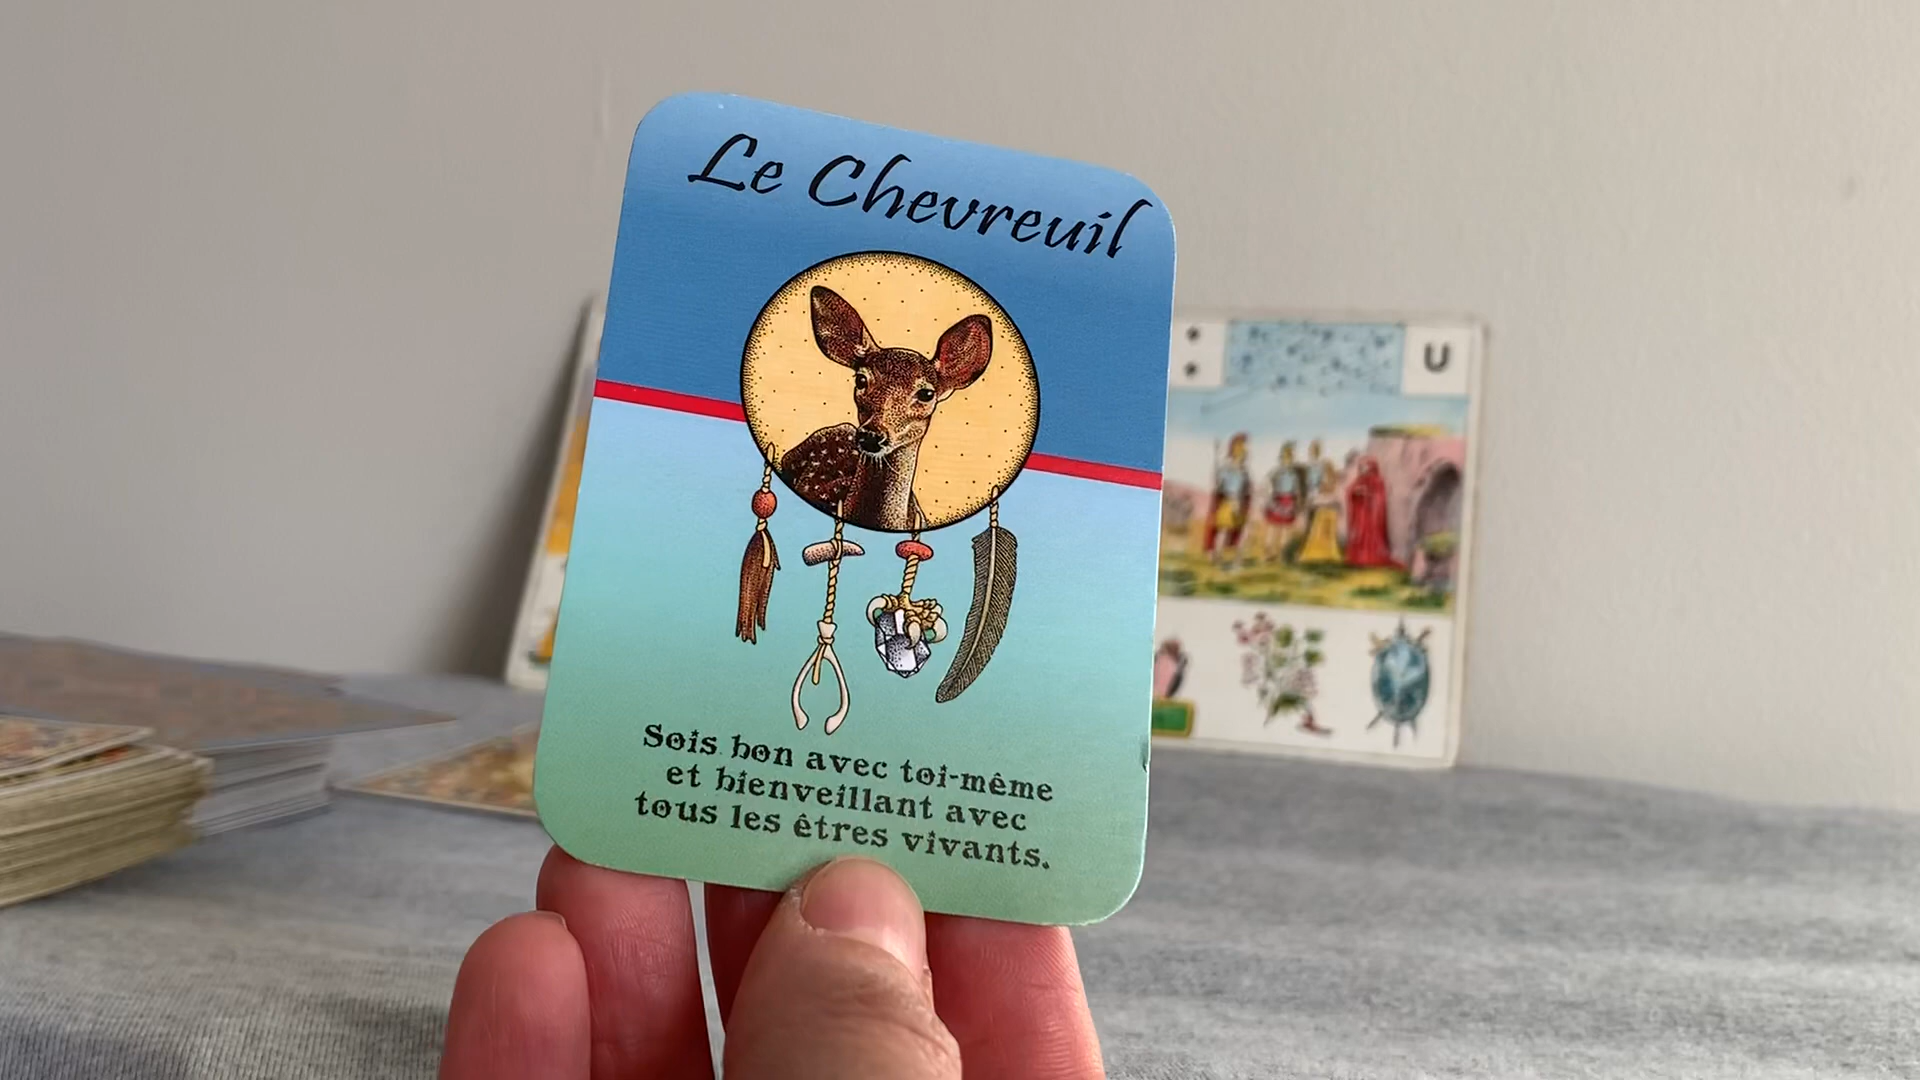 Le Chevreuil
U
Sois bon avec toi-même
et bienveillant avec
tous les êtres vivants.